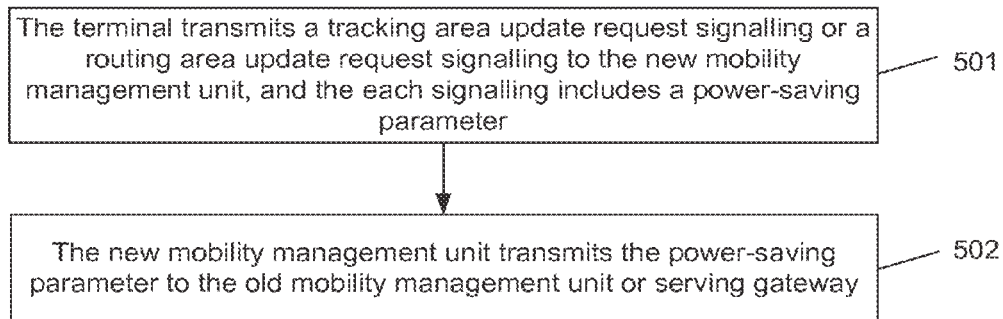 The terminal transmits a tracking area update request signalling or a
routing area update request signalling to the new mobility
management unit, and the each signalling includes a power-saving
parameter
501
The new mobility management unit transmits the power-saving
parameter to the old mobility management unit or serving gateway
502